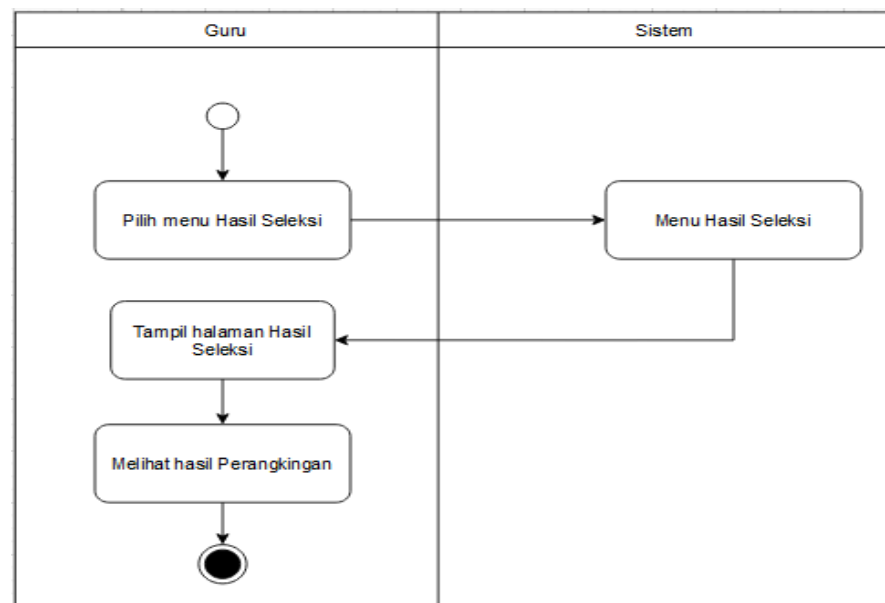 Guru
Sistem
Pilih menu Hasil Seleksi
Menu Hasil Seleksi
Tampil halaman Hasil
Seleksi
Melihat hasil Perangkingan